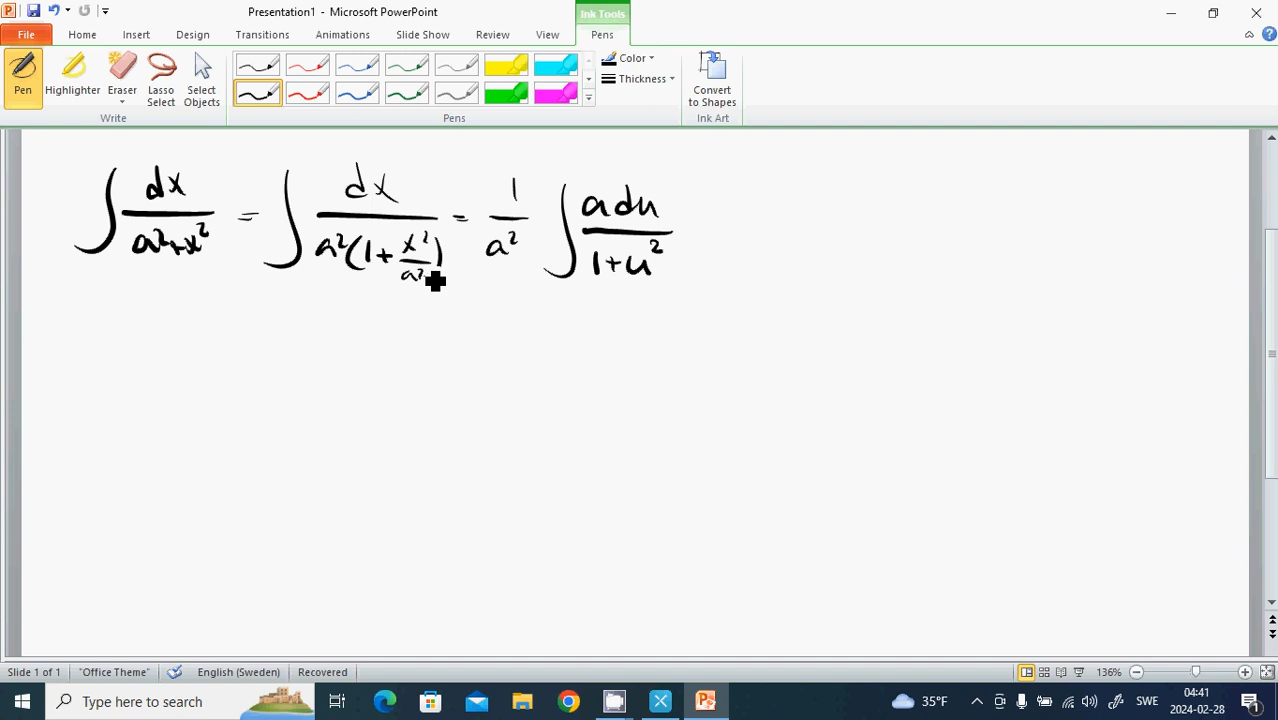 Presentation1 - Microsoft PowerPoint
Ink Tools
File Home Insert Design Transitions Animations Slide Show Review View Pens
Pen Highlighter Eraser Lasso Select Select Objects
Color
Thickness
Convert to Shapes
Write Pens Ink Art
∫ dx/(a²+x²) = ∫ dx/(a²(1+x²/a²)) = 1/a² ∫ adu/(1+u²)
Slide 1 of 1 "Office Theme" English (Sweden) Recovered 136%
Type here to search 35°F SWE 04:41
2024-02-28 1